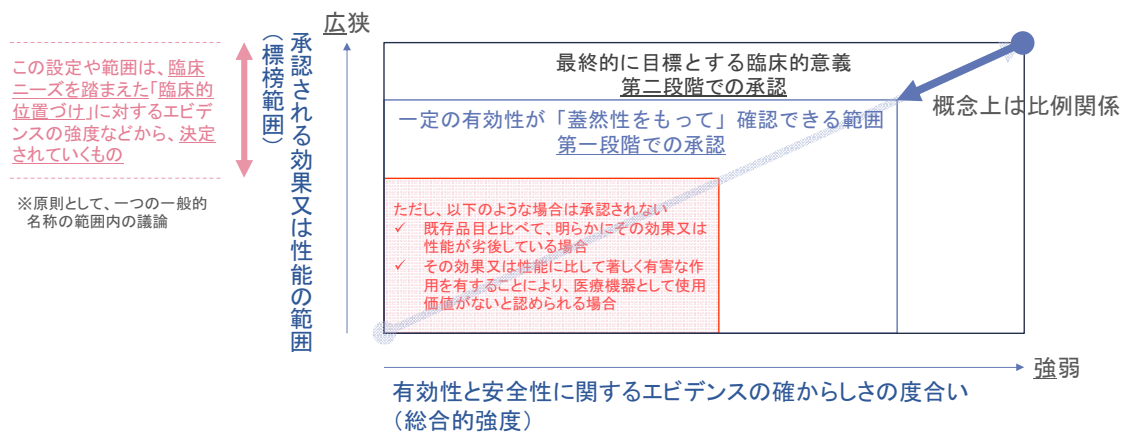 広狭
承認される効果又は性能の範囲
（標榜範囲）
この設定や範囲は、臨床
ニーズを踏まえた「臨床的
位置づけ」に対するエビデ
ンスの強度などから、決定
されていくもの
※原則として、一つの一般的
名称の範囲内の議論
最終的に目標とする臨床的意義
第二段階での承認
一定の有効性が「蓋然性をもって」確認できる範囲
第一段階での承認
概念上は比例関係
ただし、以下のような場合は承認されない
✓ 既存品目と比べて、明らかにその効果又は
性能が劣後している場合
✓ その効果又は性能に比して著しく有害な作
用を有することにより、医療機器として使用
価値がないと認められる場合
強弱
有効性と安全性に関するエビデンスの確からしさの度合い
（総合的強度）